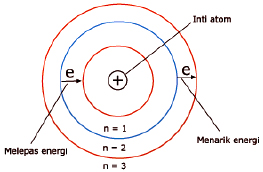 Inti atom
+
e
e
n = 1
n - 2
n = 3
Melepas energi
Menarik energi